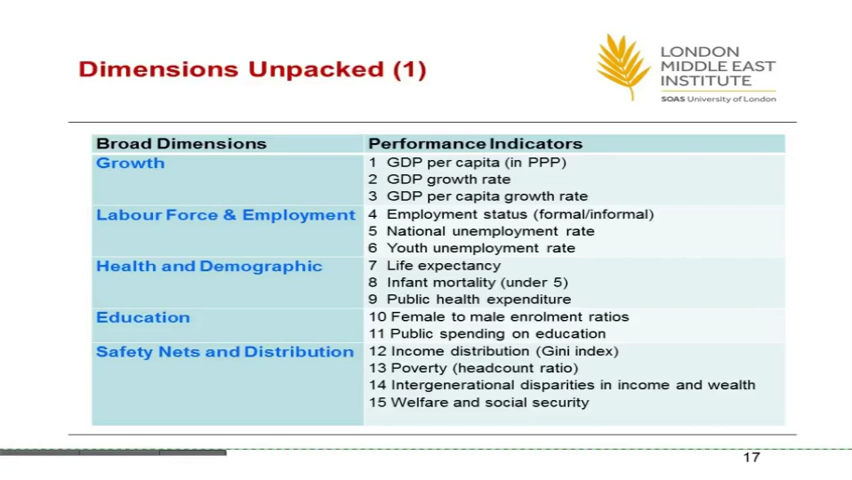 Dimensions Unpacked (1)
LONDON
MIDDLE EAST
INSTITUTE
SOAS University of London
Broad Dimensions
Performance Indicators
Growth
1 GDP per capita (in PPP)
2 GDP growth rate
3 GDP per capita growth rate
Labour Force & Employment
4 Employment status (formal/informal)
5 National unemployment rate
6 Youth unemployment rate
Health and Demographic
7 Life expectancy
8 Infant mortality (under 5)
9 Public health expenditure
Education
10 Female to male enrolment ratios
11 Public spending on education
Safety Nets and Distribution
12 Income distribution (Gini index)
13 Poverty (headcount ratio)
14 Intergenerational disparities in income and wealth
15 Welfare and social security
17